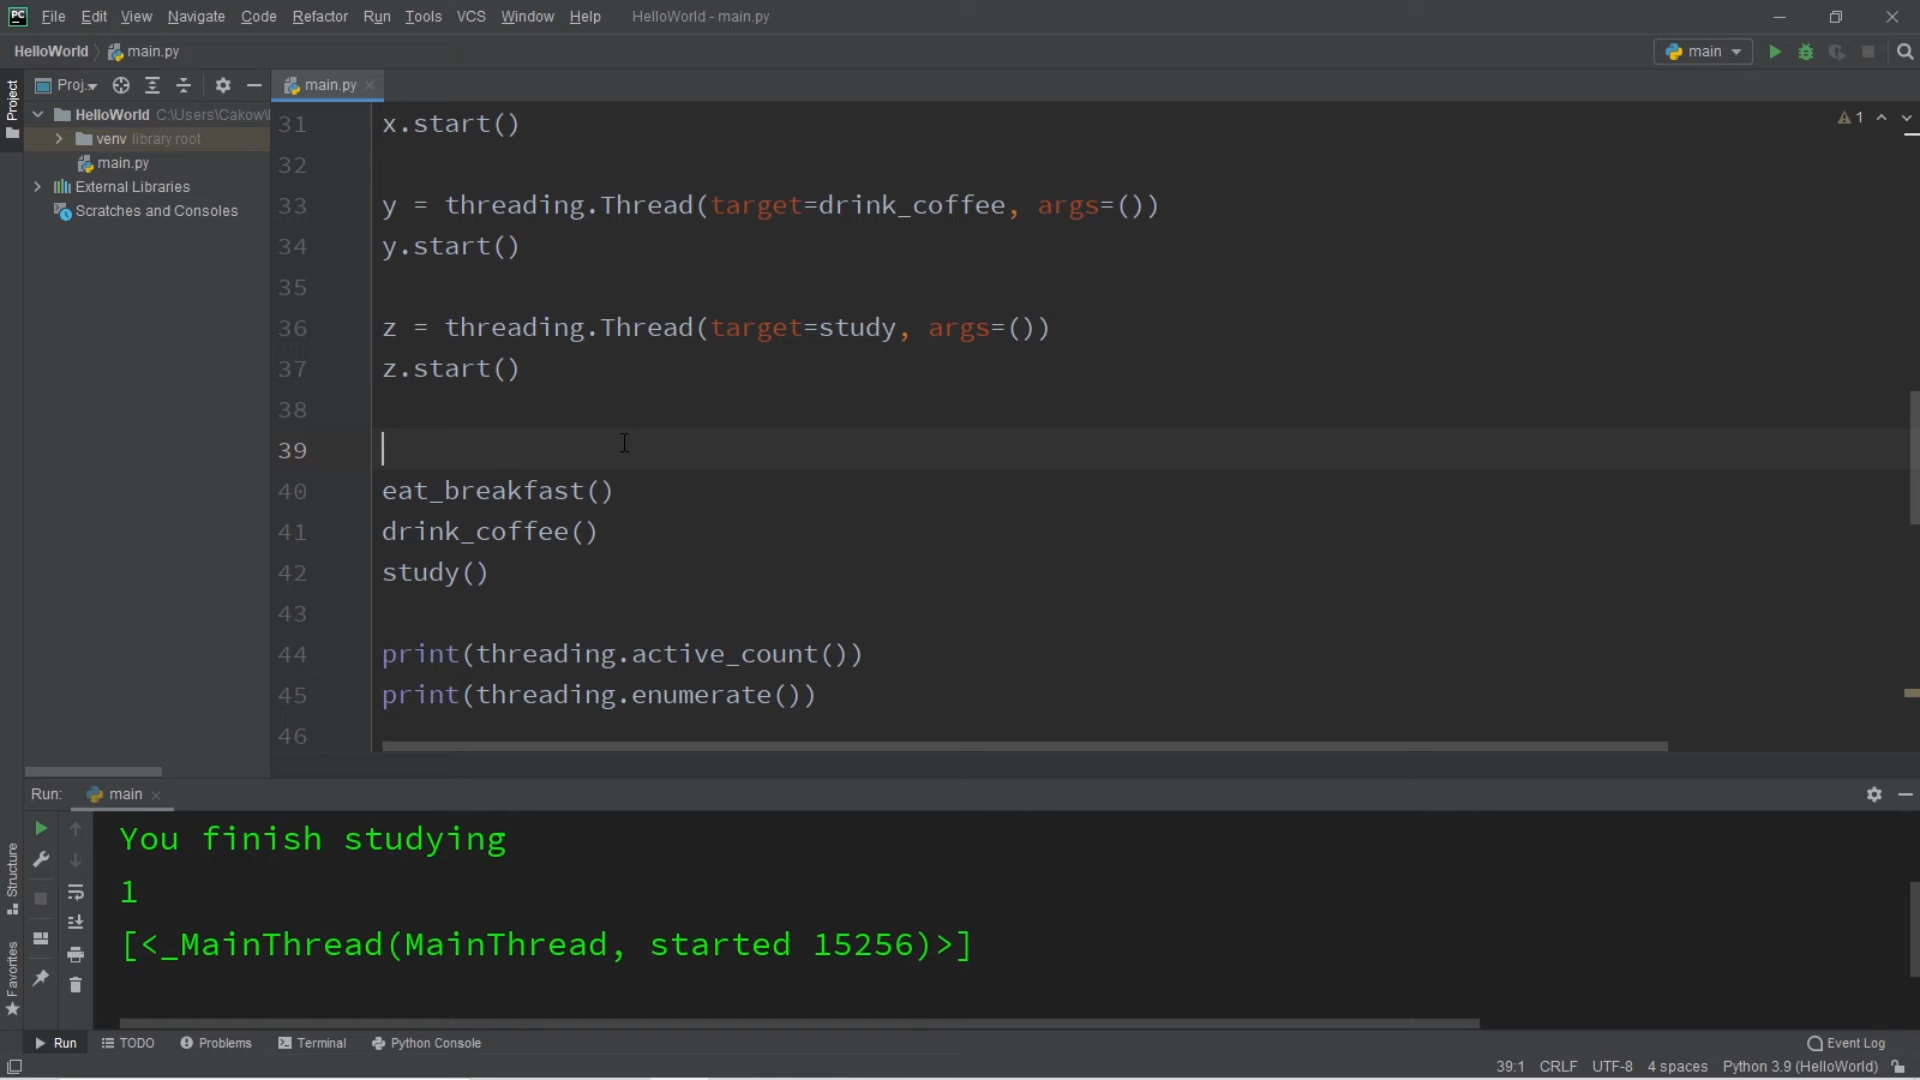 PC File Edit View Navigate Code Refactor Run Tools VCS Window Help HelloWorld - main.py
HelloWorld main.py main
Project
Proj... main.py
HelloWorld C:\Users\Cakow\
venv library root
main.py
External Libraries
Scratches and Consoles
1
31 x.start()
32
33 y = threading.Thread(target=drink_coffee, args=())
34 y.start()
35
36 z = threading.Thread(target=study, args=())
37 z.start()
38
39
40 eat_breakfast()
41 drink_coffee()
42 study()
43
44 print(threading.active_count())
45 print(threading.enumerate())
46
Run: main
Structure
Favorites
You finish studying
1
[<_MainThread(MainThread, started 15256)>]
Run TODO Problems Terminal Python Console Event Log
39:1 CRLF UTF-8 4 spaces Python 3.9 (HelloWorld)